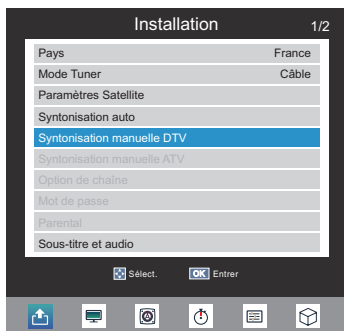 Installation 1/2
Pays France
Mode Tuner Câble
Paramètres Satellite
Syntonisation auto
Syntonisation manuelle DTV
Syntonisation manuelle ATV
Option de chaîne
Mot de passe
Parental
Sous-titre et audio
Sélect. OK Entrer